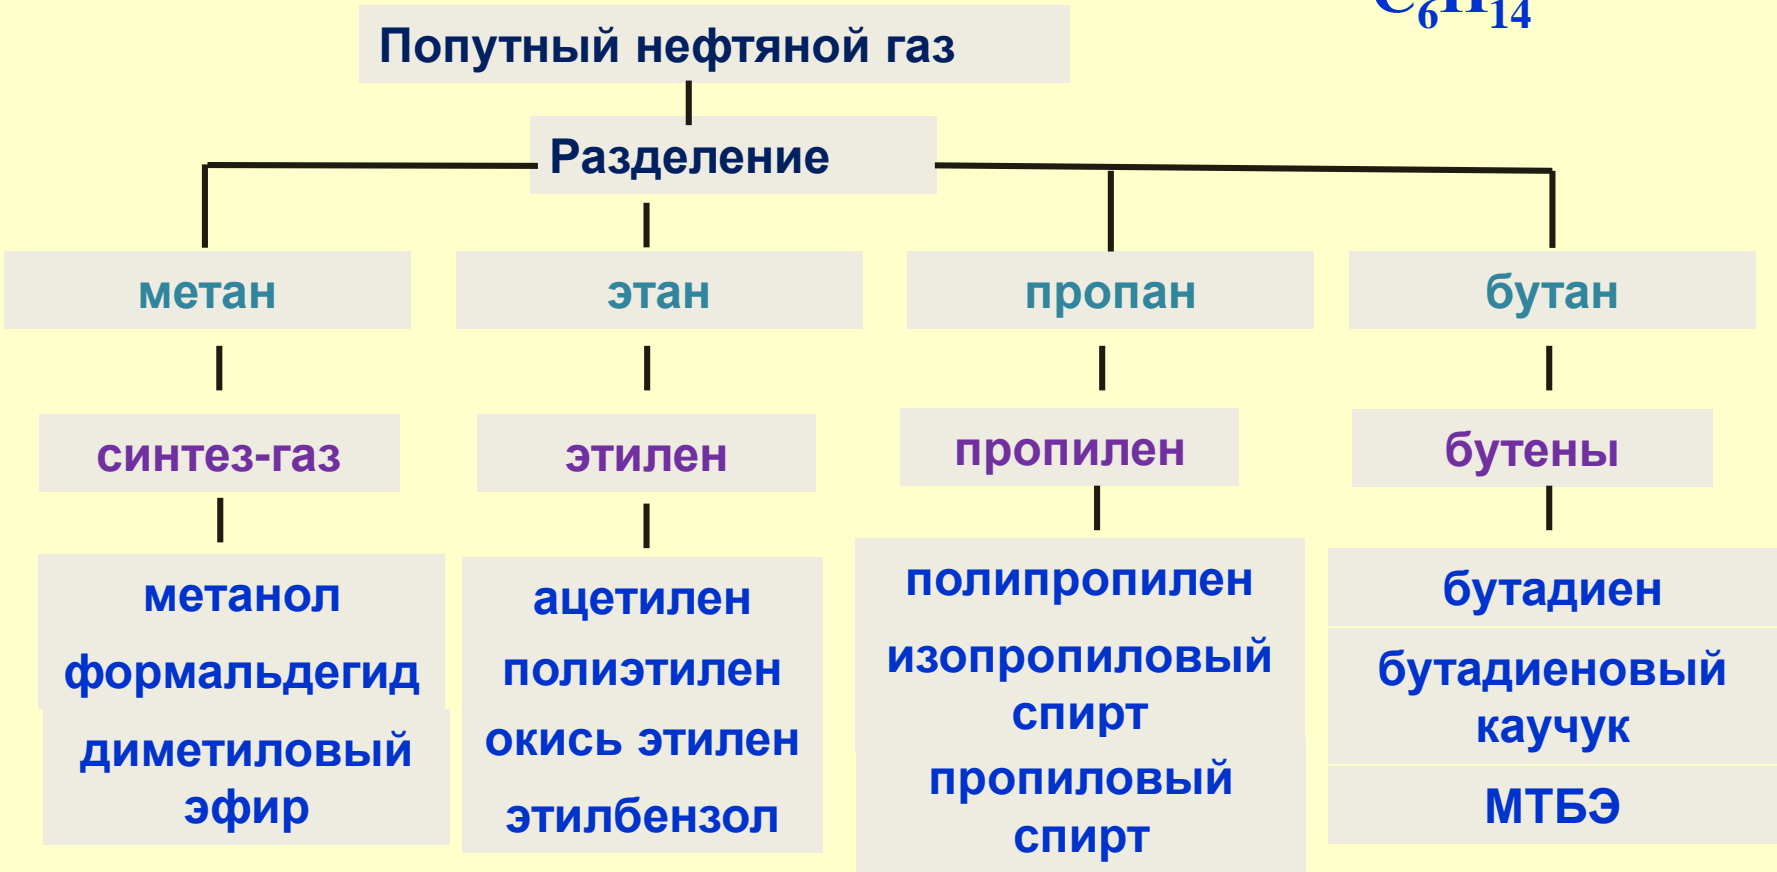 C₆H₁₄
Попутный нефтяной газ
Разделение
метан
этан
пропан
бутан
синтез-газ
этилен
пропилен
бутены
метанол
формальдегид
диметиловый
эфир
ацетилен
полиэтилен
окись этилен
этилбензол
полипропилен
изопропиловый
спирт
пропиловый
спирт
бутадиен
бутадиеновый
каучук
МТБЭ